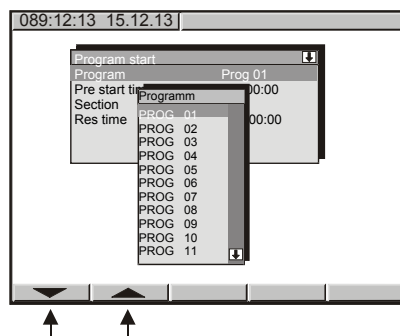 089:12:13 15.12.13
Program start
Program Prog 01
Pre start 00:00
Section
Res time 00:00
Programm
PROG 01
PROG 02
PROG 03
PROG 04
PROG 05
PROG 06
PROG 07
PROG 08
PROG 09
PROG 10
PROG 11